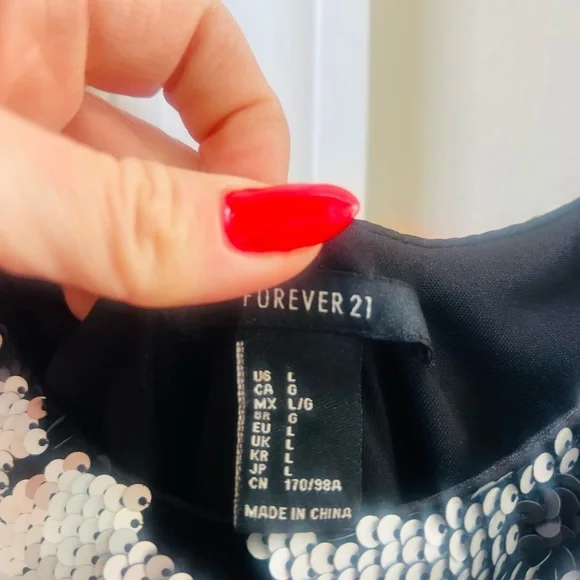 FOREVER 21
US L
CA G
MX L/G
BR G
EU L
UK L
KR L
JP L
CN 170/98A
MADE IN CHINA